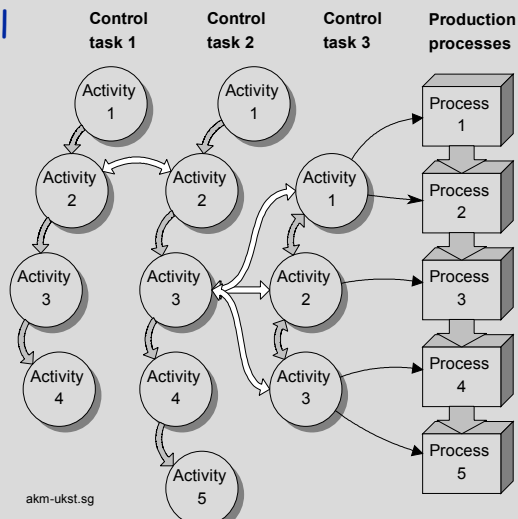 Control
task 1
Control
task 2
Control
task 3
Production
processes
Activity
1
Activity
2
Activity
3
Activity
4
Activity
1
Activity
2
Activity
3
Activity
4
Activity
5
Activity
1
Activity
2
Activity
3
Process
1
Process
2
Process
3
Process
4
Process
5
akm-ukst.sg